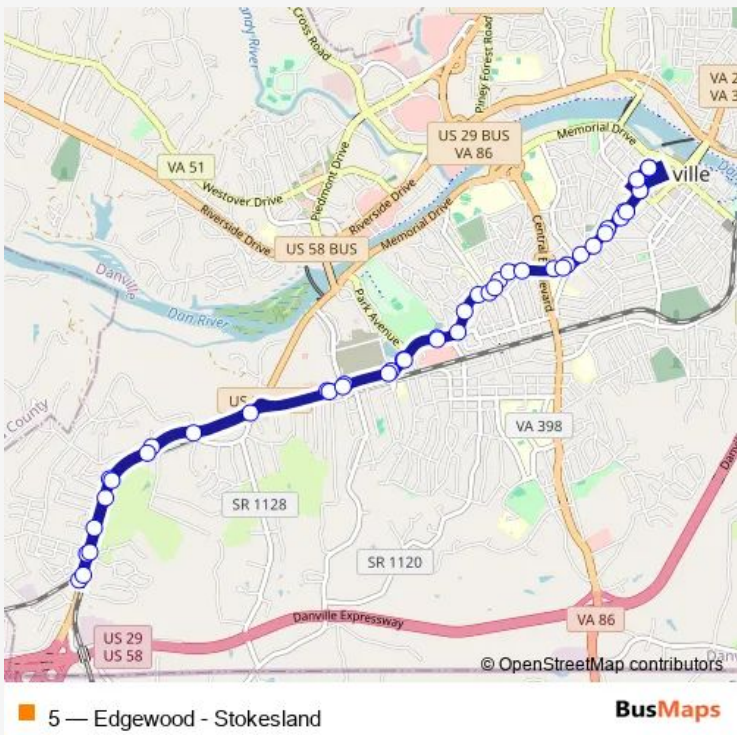 Cross Road
Piney Forest Road
VA 2
VA 3
US 29 BUS
VA 86
Memorial Drive
VA 51
ville
Westover Drive
Piedmont Drive
Riverside Drive
Riverside Drive
Memorial Drive
US 58 BUS
Central B
levard
Danville
Dan River
Park Avenue
County
US
VA 398
SR 1128
SR 1120
Danville Expressway
VA 86
US 29
US 58
© OpenStreetMap contributors
5 — Edgewood - Stokesland
BusMaps